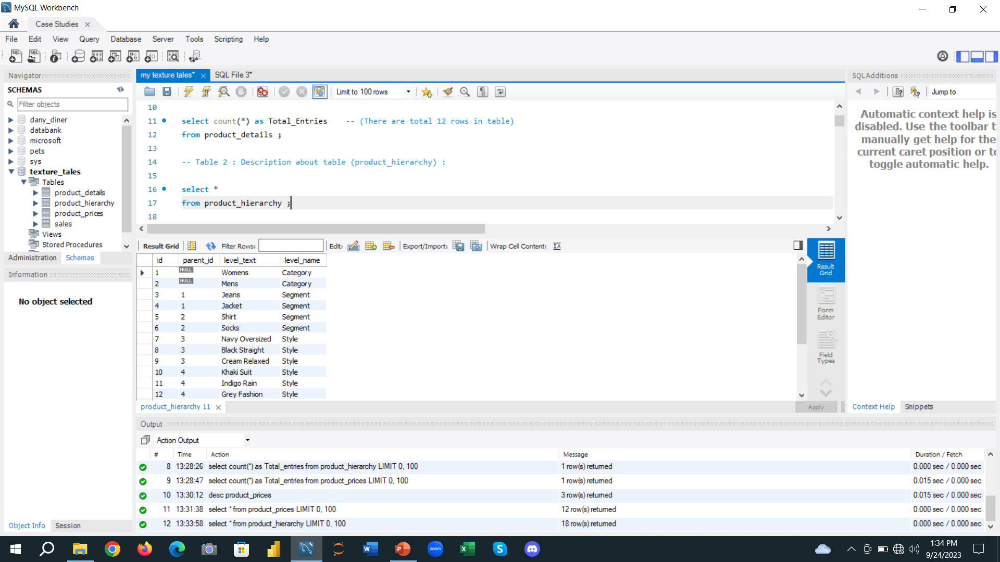 MySQL Workbench
Case Studies
File Edit View Query Database Server Tools Scripting Help
Navigator
SCHEMAS
Filter objects
dany_diner
databank
microsoft
pets
sys
texture_tales
Tables
product_details
product_hierarchy
product_prices
sales
Views
Stored Procedures
Administration Schemas
Information
No object selected
Object Info Session
my texture tales* SQL File 3*
Limit to 100 rows
10
11 select count(*) as Total_Entries -- (There are total 12 rows in table)
12 from product_details ;
13
14 -- Table 2 : Description about table (product_hierarchy) :
15
16 select *
17 from product_hierarchy ;
18
Result Grid Filter Rows: Edit: Export/Import: Wrap Cell Content:
id parent_id level_text level_name
1 NULL Womens Category
2 NULL Mens Category
3 1 Jeans Segment
4 1 Jacket Segment
5 2 Shirt Segment
6 2 Socks Segment
7 3 Navy Oversized Style
8 3 Black Straight Style
9 3 Cream Relaxed Style
10 4 Khaki Suit Style
11 4 Indigo Rain Style
12 4 Grey Fashion Style
Result
Grid
Form
Editor
Field
Types
product_hierarchy 11
Apply
SQLAdditions
Jump to
Automatic context help is
disabled. Use the toolbar t
manually get help for the
current caret position or to
toggle automatic help.
Context Help Snippets
Output
Action Output
# Time Action Message Duration / Fetch
8 13:28:26 select count(*) as Total_entries from product_hierarchy LIMIT 0, 100 1 row(s) returned 0.000 sec / 0.000 sec
9 13:28:47 select count(*) as Total_entries from product_prices LIMIT 0, 100 1 row(s) returned 0.015 sec / 0.000 sec
10 13:30:12 desc product_prices 3 row(s) returned 0.015 sec / 0.000 sec
11 13:31:38 select * from product_prices LIMIT 0, 100 12 row(s) returned 0.000 sec / 0.000 sec
12 13:33:58 select * from product_hierarchy LIMIT 0, 100 18 row(s) returned 0.000 sec / 0.000 sec
zoom
1:34 PM
9/24/2023